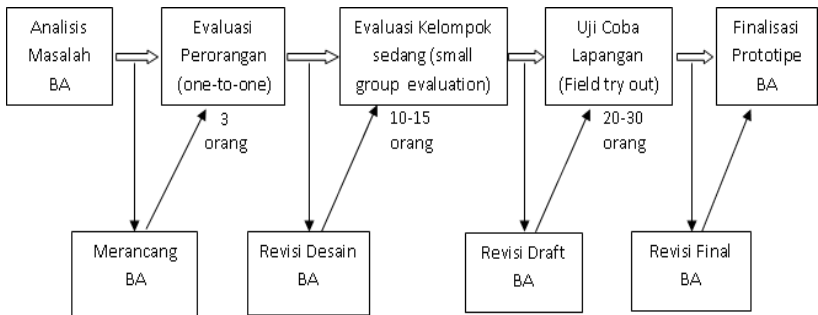 Analisis
Masalah
BA
Evaluasi
Perorangan
(one-to-one)
Evaluasi Kelompok
sedang (small
group evaluation)
Uji Coba
Lapangan
(Field try out)
Finalisasi
Prototipe
BA
3
orang
10-15
orang
20-30
orang
Merancang
BA
Revisi Desain
BA
Revisi Draft
BA
Revisi Final
BA